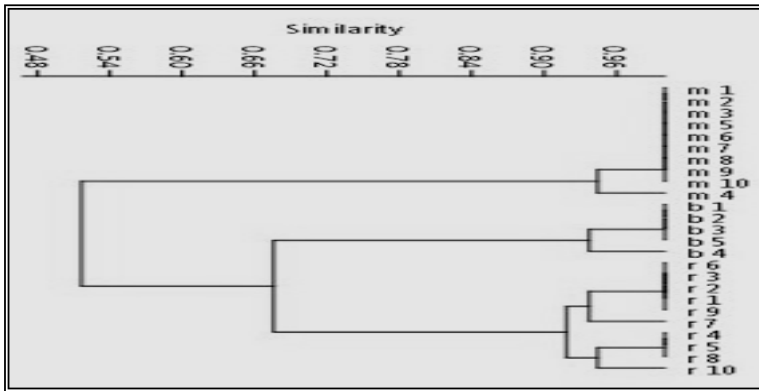 Similarity
0.48 0.54 0.60 0.66 0.72 0.78 0.84 0.90 0.96
m 1
m 2
m 3
m 5
m 6
m 7
m 8
m 9
m 10
m 4
b 1
b 2
b 3
b 5
b 4
r 6
r 3
r 2
r 1
r 9
r 7
r 4
r 5
r 8
r 10